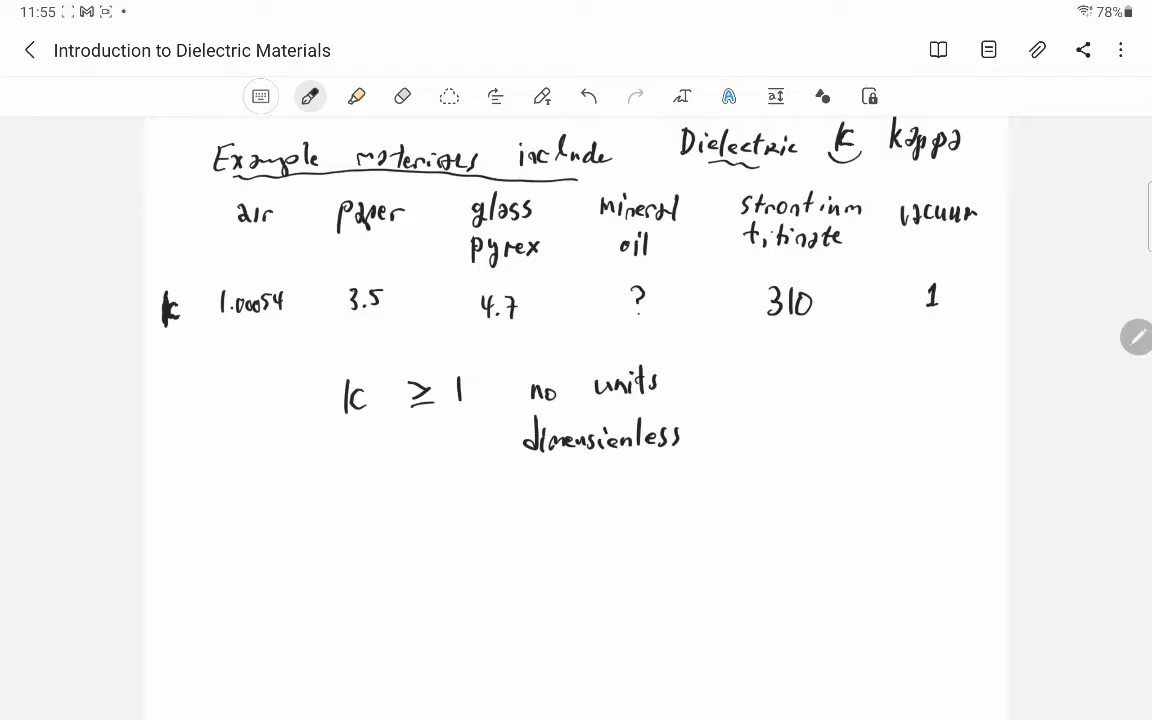 11:55
78%
Introduction to Dielectric Materials
Example materials include Dielectric K kappa
air paper glass mineral strontium vacuum
pyrex oil titinate
K 1.00054 3.5 4.7 ? 310 1
K ≥ 1 no units
dimensionless